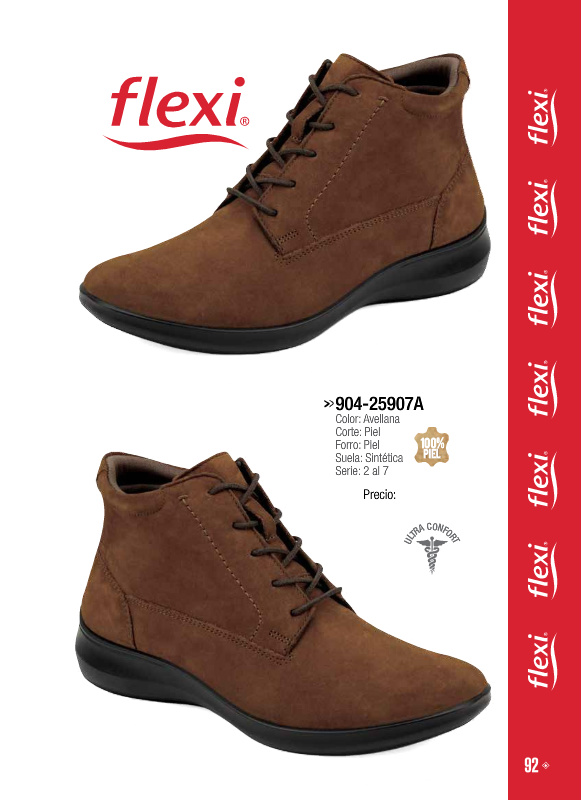 flexi®
»904-25907A
Color: Avellana
Corte: Piel
Forro: Piel
Suela: Sintética
Serie: 2 al 7
100%
PIEL
Precio:
ULTRA CONFORT
flexi®
flexi®
flexi®
flexi®
flexi®
flexi®
flexi®
92